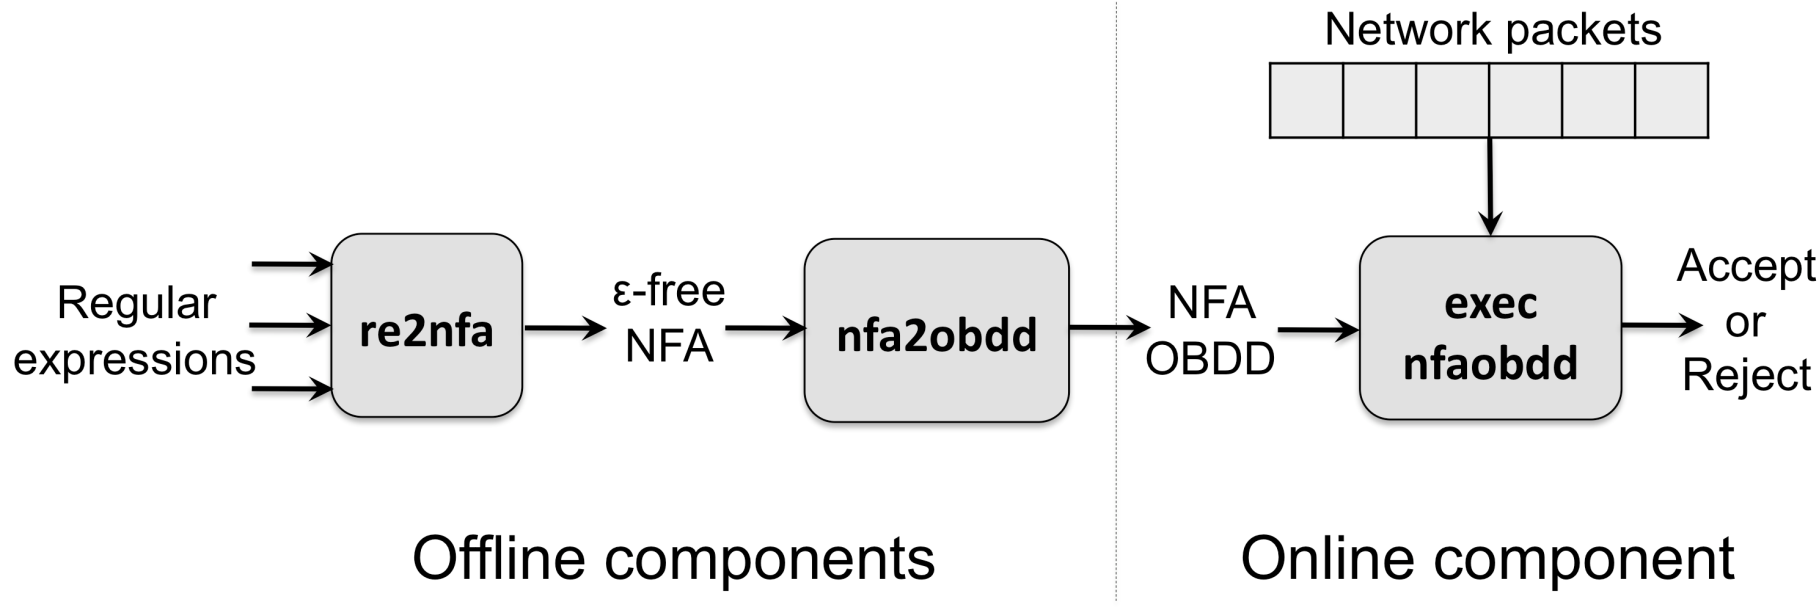 Network packets
Regular
expressions
re2nfa
ε-free
NFA
nfa2obdd
NFA
OBDD
exec
nfaobdd
Accept
or
Reject
Offline components
Online component